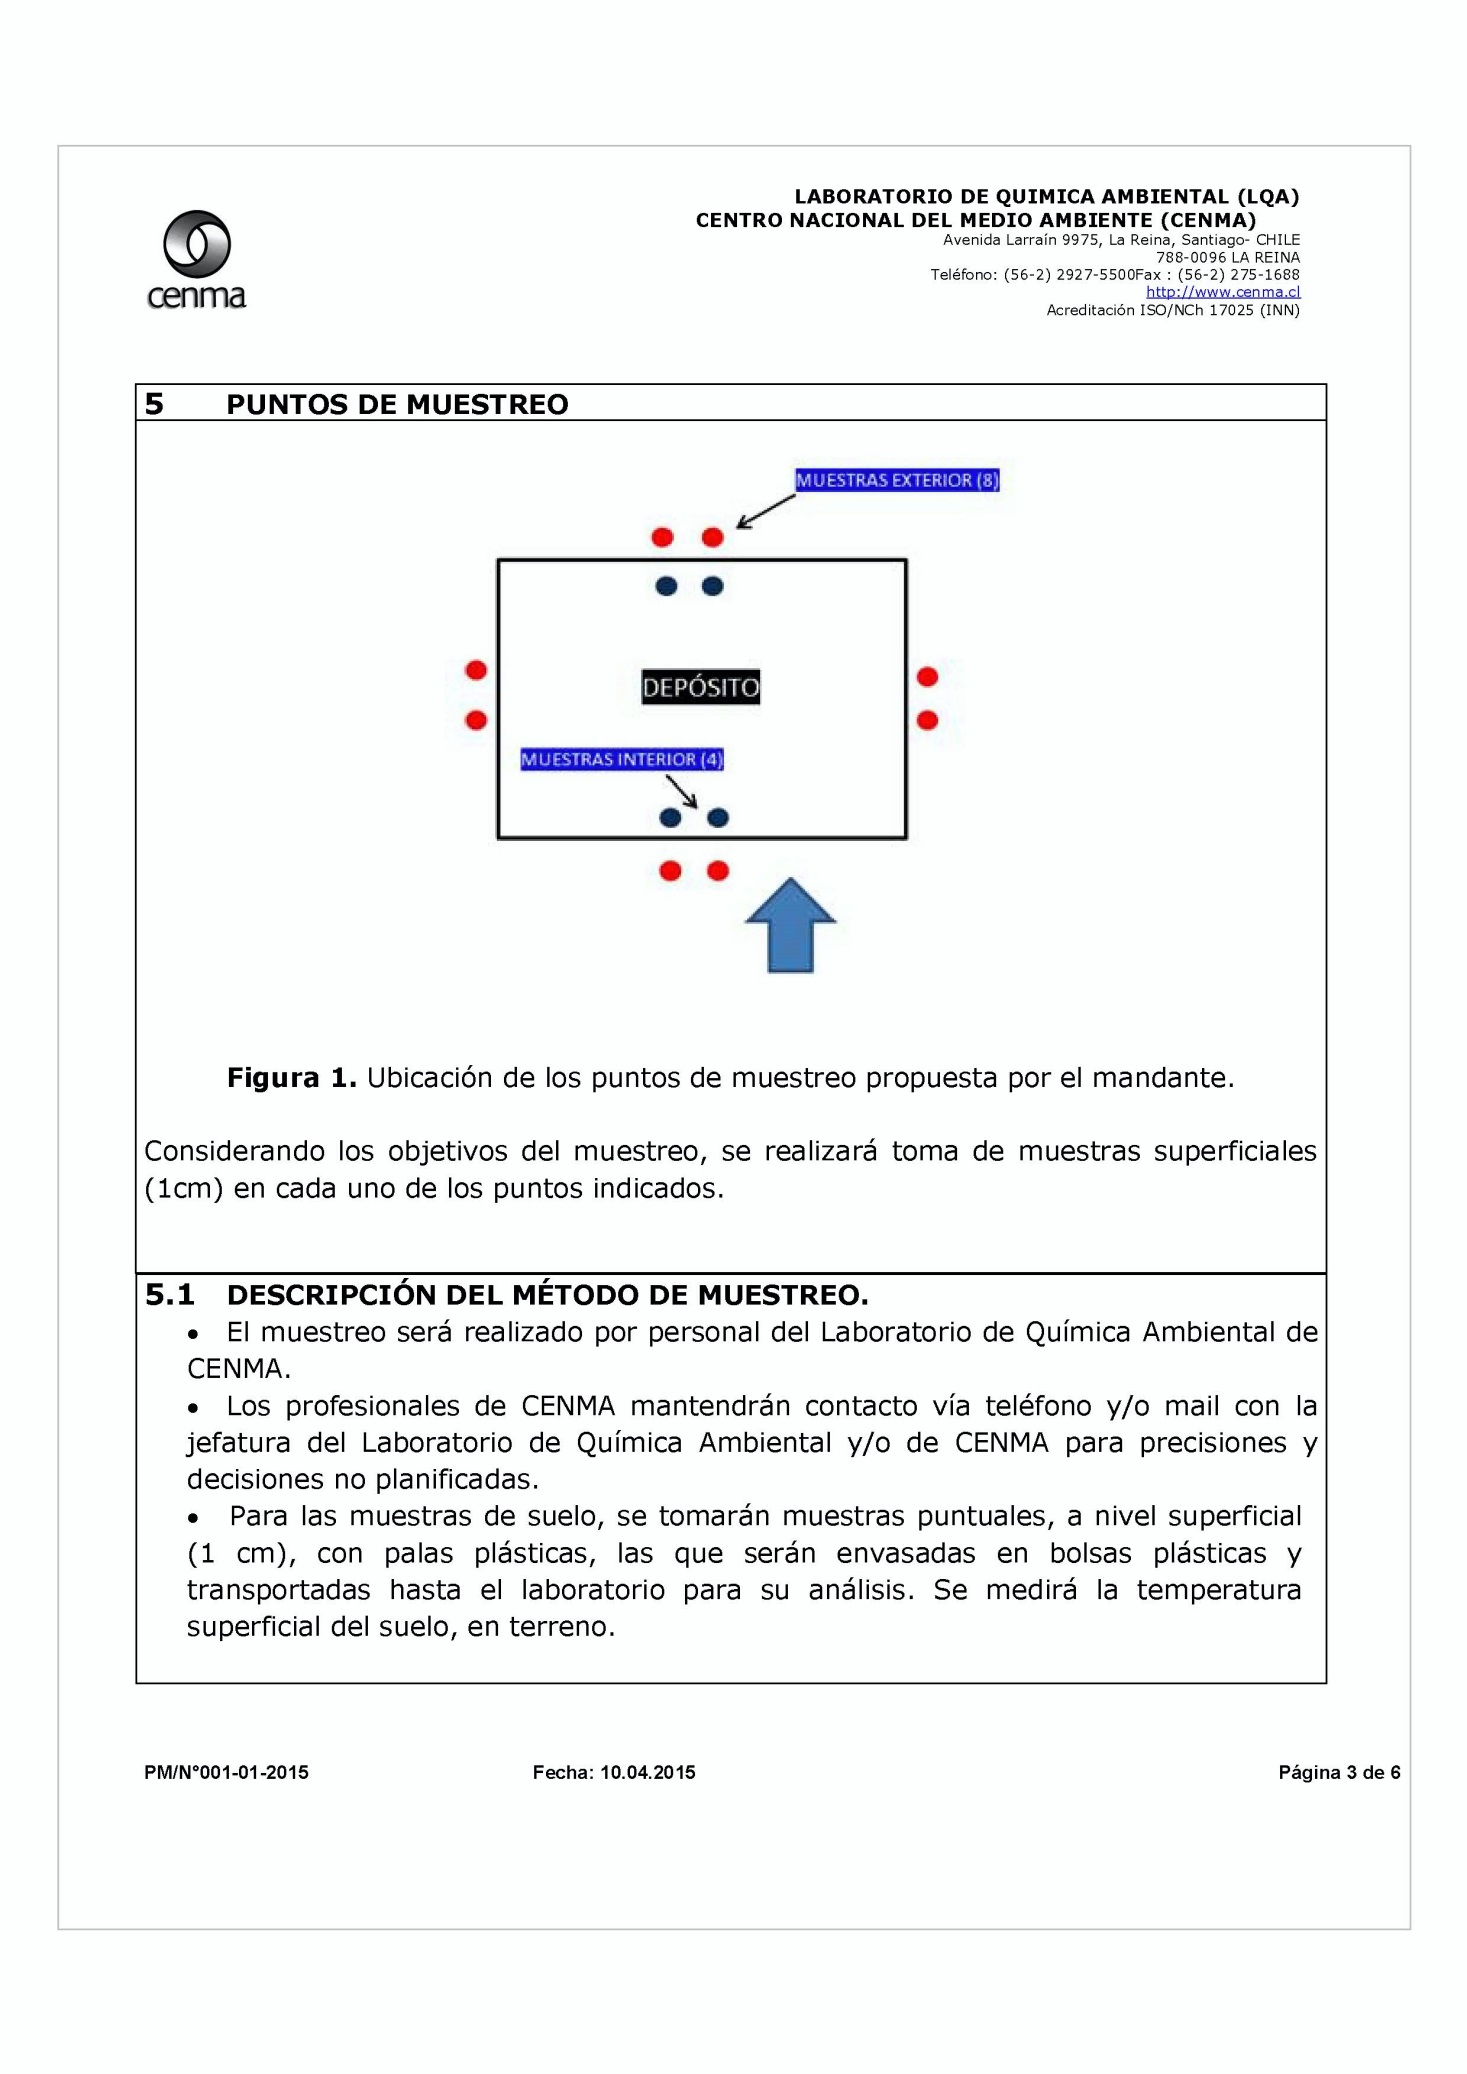 LABORATORIO DE QUIMICA AMBIENTAL (LQA)
CENTRO NACIONAL DEL MEDIO AMBIENTE (CENMA)
Avenida Larraín 9975, La Reina, Santiago- CHILE
788-0096 LA REINA
Teléfono: (56-2) 2927-5500Fax : (56-2) 275-1688
http://www.cenma.cl
Acreditación ISO/NCh 17025 (INN)
cenma
5 PUNTOS DE MUESTREO
MUESTRAS EXTERIOR (8)
DEPÓSITO
MUESTRAS INTERIOR (4)
Figura 1. Ubicación de los puntos de muestreo propuesta por el mandante.
Considerando los objetivos del muestreo, se realizará toma de muestras superficiales
(1cm) en cada uno de los puntos indicados.
5.1 DESCRIPCIÓN DEL MÉTODO DE MUESTREO.
• El muestreo será realizado por personal del Laboratorio de Química Ambiental de
CENMA.
• Los profesionales de CENMA mantendrán contacto vía teléfono y/o mail con la
jefatura del Laboratorio de Química Ambiental y/o de CENMA para precisiones y
decisiones no planificadas.
• Para las muestras de suelo, se tomarán muestras puntuales, a nivel superficial
(1 cm), con palas plásticas, las que serán envasadas en bolsas plásticas y
transportadas hasta el laboratorio para su análisis. Se medirá la temperatura
superficial del suelo, en terreno.
PM/N°001-01-2015 Fecha: 10.04.2015 Página 3 de 6